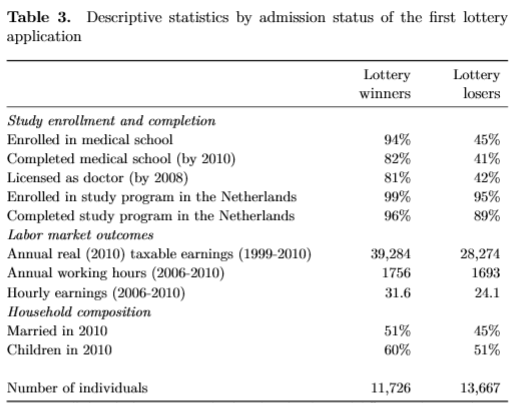 Table 3. Descriptive statistics by admission status of the first lottery
application
Lottery Lottery
winners losers
Study enrollment and completion
Enrolled in medical school 94% 45%
Completed medical school (by 2010) 82% 41%
Licensed as doctor (by 2008) 81% 42%
Enrolled in study program in the Netherlands 99% 95%
Completed study program in the Netherlands 96% 89%
Labor market outcomes
Annual real (2010) taxable earnings (1999-2010) 39,284 28,274
Annual working hours (2006-2010) 1756 1693
Hourly earnings (2006-2010) 31.6 24.1
Household composition
Married in 2010 51% 45%
Children in 2010 60% 51%
Number of individuals 11,726 13,667